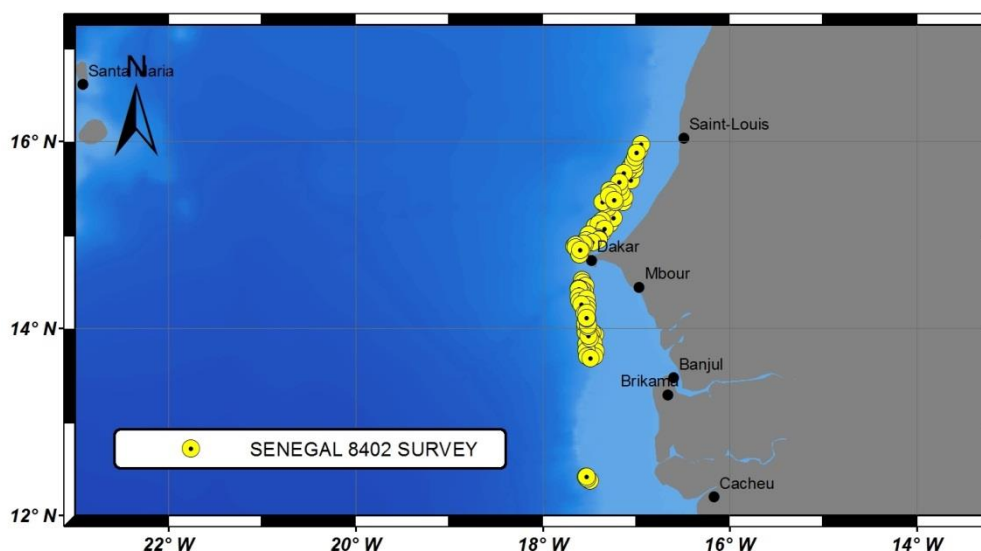 N
Santa Maria
16° N
Saint-Louis
Dakar
Mbour
14° N
Banjul
Brikama
SENEGAL 8402 SURVEY
Cacheu
12° N
22° W
20° W
18° W
16° W
14° W